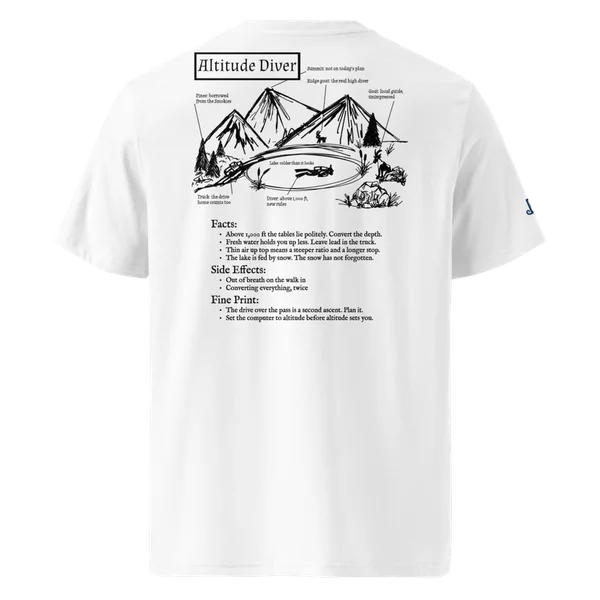 Altitude Diver
Summit: not on today's plan
Ridge goat: the real high diver
Pines: borrowed
from the Smokies
Goat: local guide,
unimpressed
Lake: colder than it looks
Truck: the drive
home counts too
Diver: above 1,000 ft,
new rules
Facts:
• Above 1,000 ft the tables lie politely. Convert the depth.
• Fresh water holds you up less. Leave lead in the truck.
• Thin air up top means a steeper ratio and a longer stop.
• The lake is fed by snow. The snow has not forgotten.
Side Effects:
• Out of breath on the walk in
• Converting everything, twice
Fine Print:
• The drive over the pass is a second ascent. Plan it.
• Set the computer to altitude before altitude sets you.
J